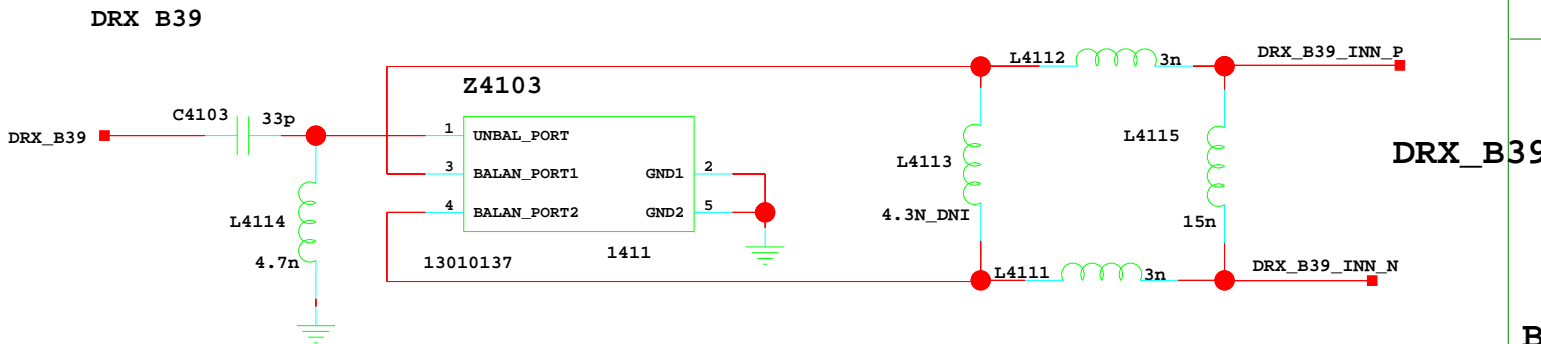 DRX B39
DRX_B39
C4103
33p
L4114
4.7n
Z4103
1 UNBAL_PORT
3 BALAN_PORT1
4 BALAN_PORT2
GND1 2
GND2 5
13010137
1411
L4112
3n
L4113
4.3N_DNI
L4111
3n
L4115
15n
DRX_B39_INN_P
DRX_B39_INN_N
DRX_B39
B